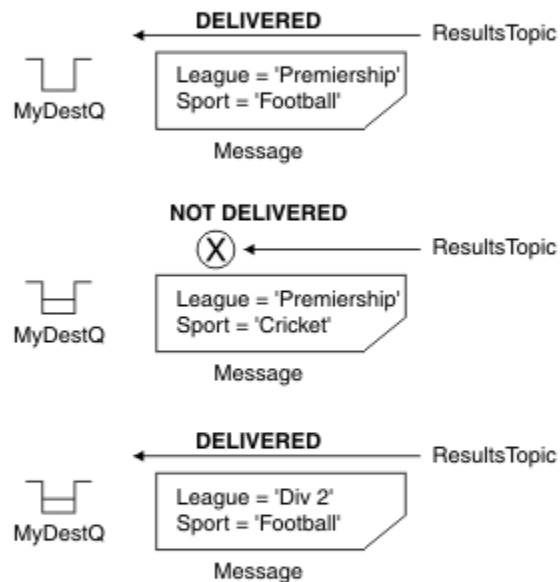 DELIVERED
ResultsTopic
League = 'Premiership'
Sport = 'Football'
MyDestQ
Message
NOT DELIVERED
X
ResultsTopic
League = 'Premiership'
Sport = 'Cricket'
MyDestQ
Message
DELIVERED
ResultsTopic
League = 'Div 2'
Sport = 'Football'
MyDestQ
Message